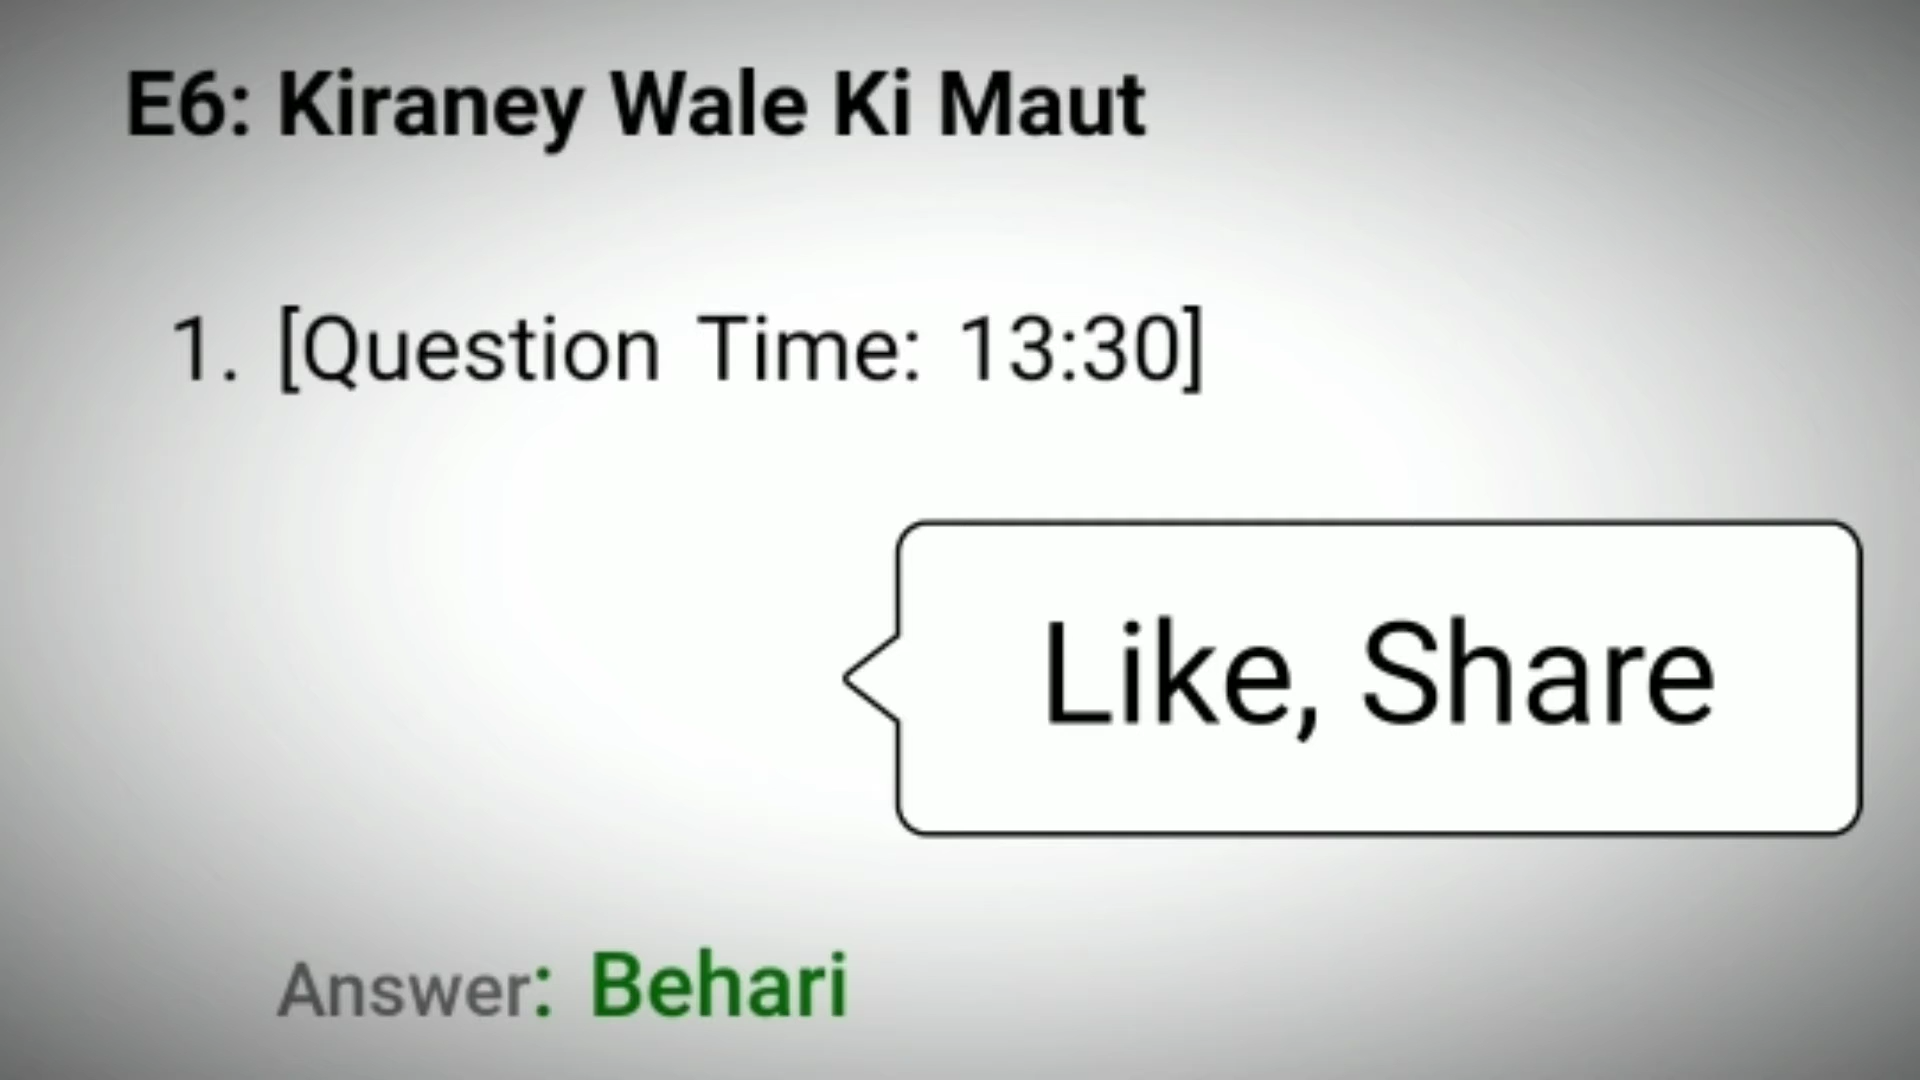 E6: Kiraney Wale Ki Maut
1. [Question Time: 13:30]
Like, Share
Answer: Behari